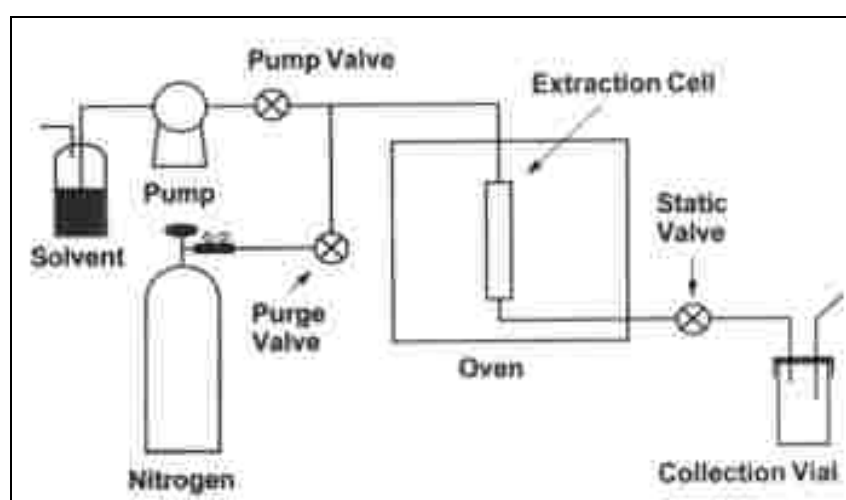 Pump Valve
Extraction Cell
Pump
Solvent
Static
Valve
Purge
Valve
Oven
Nitrogen
Collection Vial